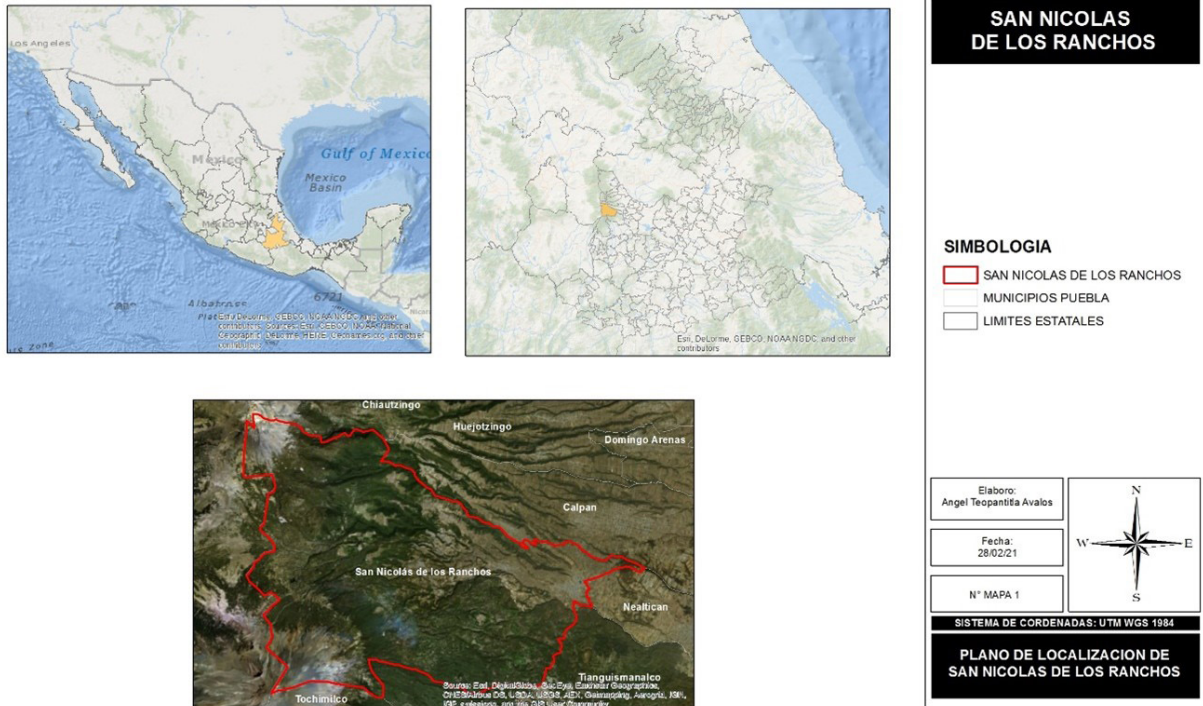 Los Angeles
Mexico
Gulf of Mexico
Mexico
Basin
6721
Esri, DeLorme, GEBCO, NOAA NGDC, and other
contributors
SAN NICOLAS
DE LOS RANCHOS
SIMBOLOGIA
SAN NICOLAS DE LOS RANCHOS
MUNICIPIOS PUEBLA
LIMITES ESTATALES
Chiautzingo
Huejotzingo
Domingo Arenas
Calpan
San Nicolás de los Ranchos
Nealtican
Tianguismanalco
Tochimilco
Elaboro:
Angel Teopantitla Avalos
Fecha:
28/02/21
N° MAPA 1
N
W
E
S
SISTEMA DE CORDENADAS: UTM WGS 1984
PLANO DE LOCALIZACION DE
SAN NICOLAS DE LOS RANCHOS